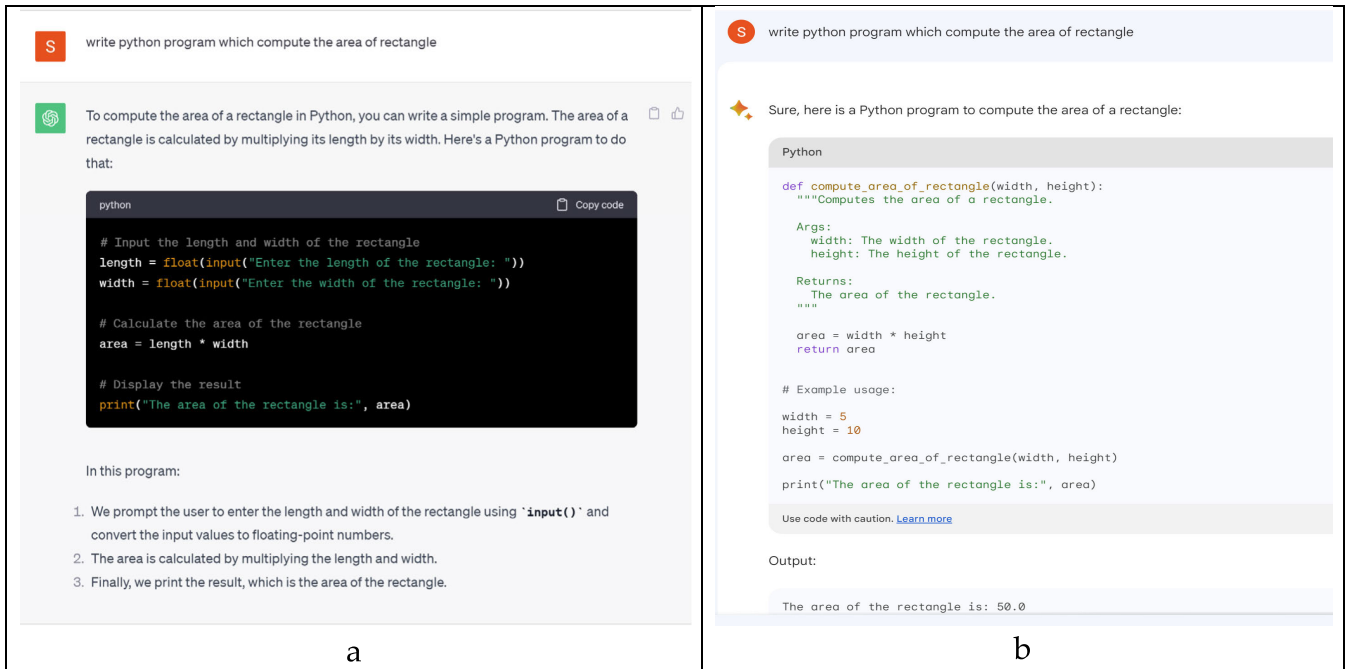 S
write python program which compute the area of rectangle
To compute the area of a rectangle in Python, you can write a simple program. The area of a
rectangle is calculated by multiplying its length by its width. Here's a Python program to do
that:
python
Copy code
# Input the length and width of the rectangle
length = float(input("Enter the length of the rectangle: "))
width = float(input("Enter the width of the rectangle: "))
# Calculate the area of the rectangle
area = length * width
# Display the result
print("The area of the rectangle is:", area)
In this program:
1. We prompt the user to enter the length and width of the rectangle using `input()` and
convert the input values to floating-point numbers.
2. The area is calculated by multiplying the length and width.
3. Finally, we print the result, which is the area of the rectangle.
a
S
write python program which compute the area of rectangle
Sure, here is a Python program to compute the area of a rectangle:
Python
def compute_area_of_rectangle(width, height):
"""Computes the area of a rectangle.
Args:
width: The width of the rectangle.
height: The height of the rectangle.
Returns:
The area of the rectangle.
"""
area = width * height
return area
# Example usage:
width = 5
height = 10
area = compute_area_of_rectangle(width, height)
print("The area of the rectangle is:", area)
Use code with caution. Learn more
Output:
The area of the rectangle is: 50.0
b